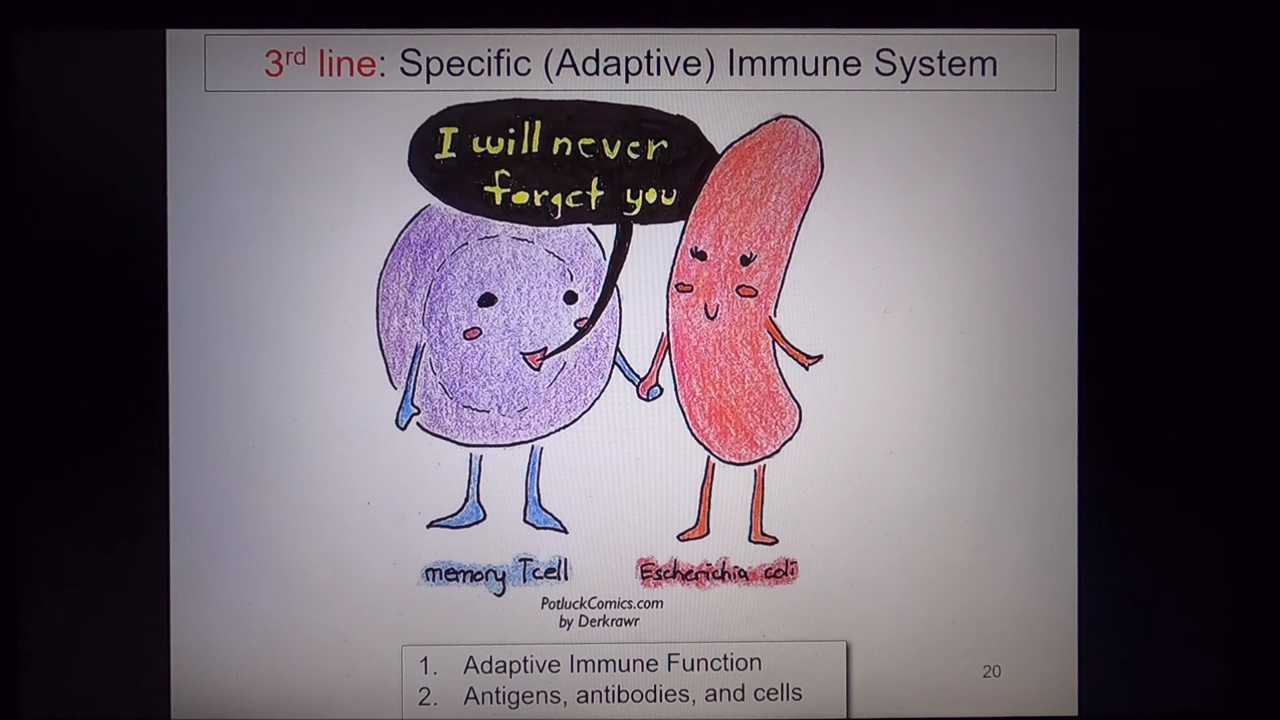 3rd line: Specific (Adaptive) Immune System
I will never
forget you
memory Tcell
Escherichia coli
PotluckComics.com
by Derkrawr
1. Adaptive Immune Function
2. Antigens, antibodies, and cells
20